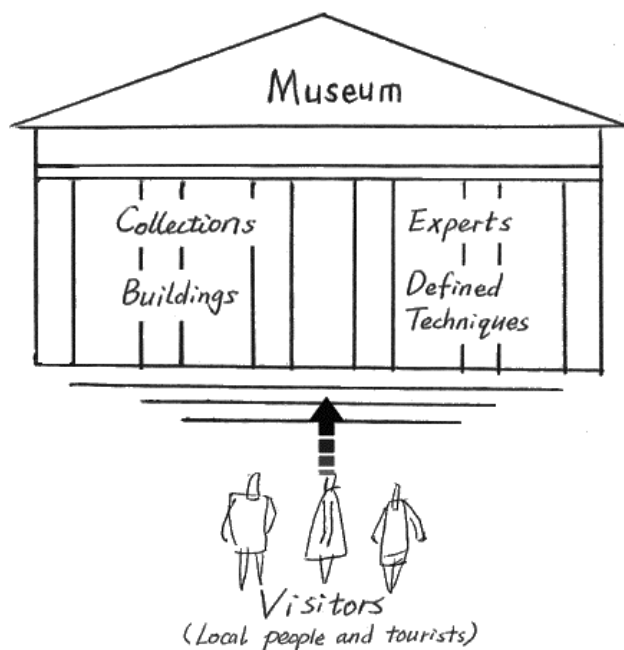 Museum
Collections
Buildings
Experts
Defined
Techniques
Visitors
(Local people and tourists)